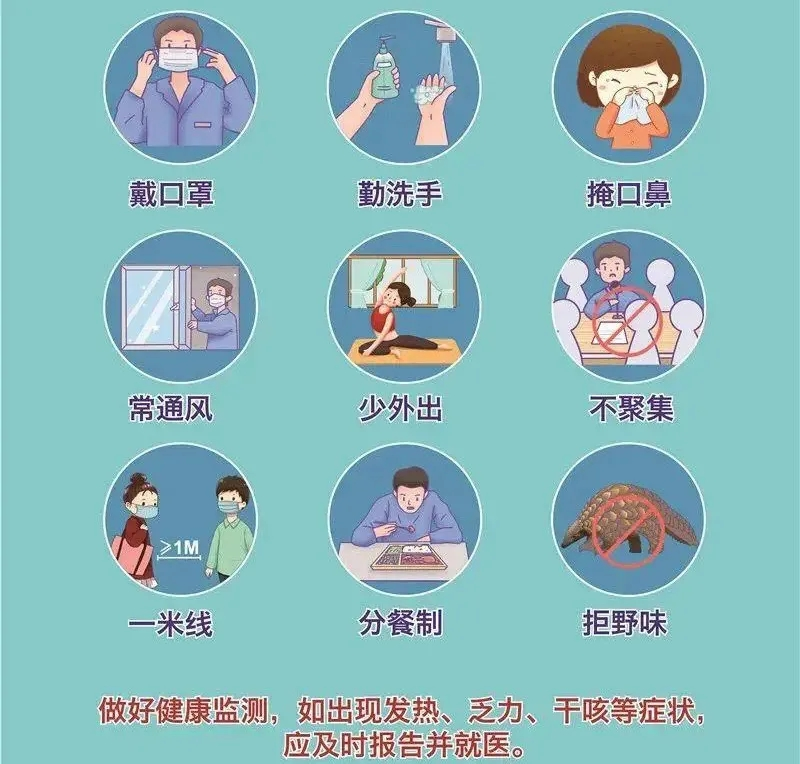 戴口罩
勤洗手
掩口鼻
常通风
少外出
不聚集
≥1M
一米线
分餐制
拒野味
做好健康监测，如出现发热、乏力、干咳等症状，
应及时报告并就医。